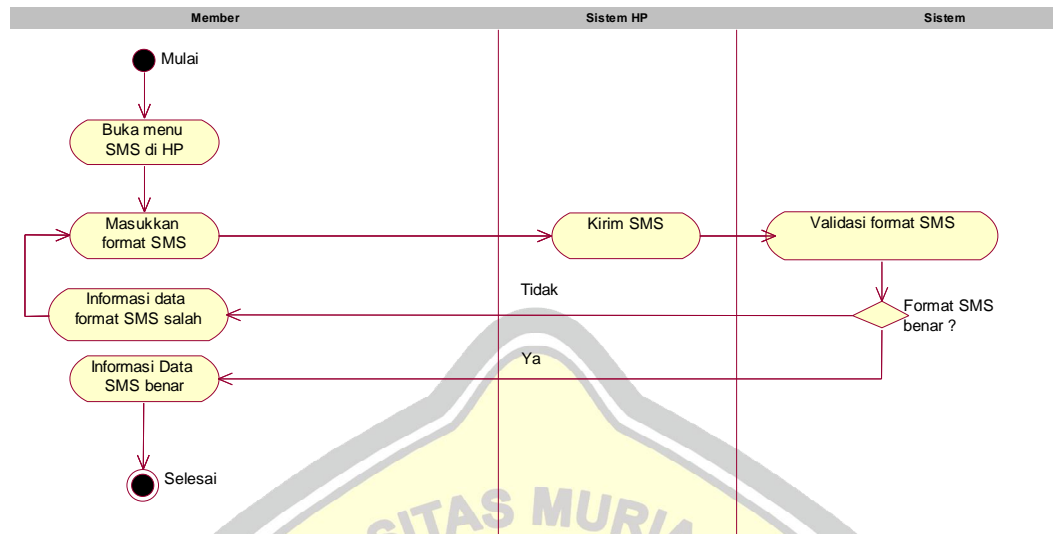 Member
Sistem HP
Sistem
Mulai
Buka menu
SMS di HP
Masukkan
format SMS
Kirim SMS
Validasi format SMS
Informasi data
format SMS salah
Tidak
Format SMS
benar ?
Informasi Data
SMS benar
Ya
Selesai
SITAS MURIA